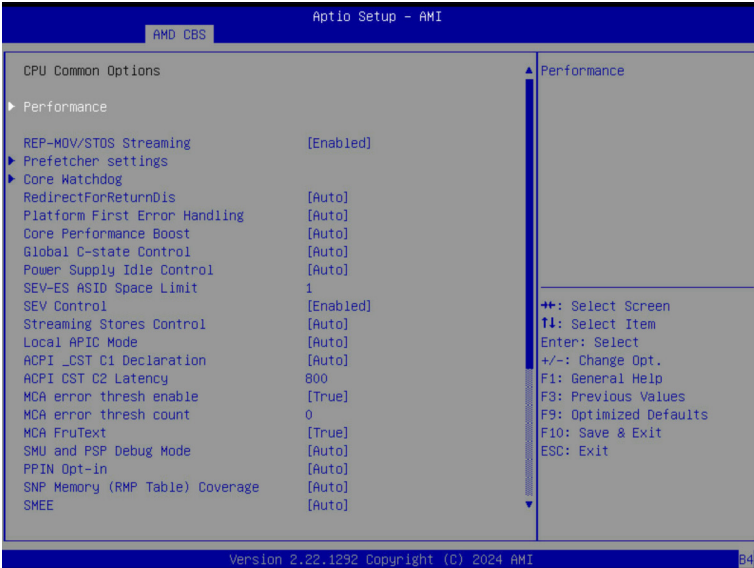 Aptio Setup - AMI
AMD CBS
CPU Common Options
Performance
REP-MOV/STOS Streaming [Enabled]
Prefetcher settings
Core Watchdog
RedirectForReturnDis [Auto]
Platform First Error Handling [Auto]
Core Performance Boost [Auto]
Global C-state Control [Auto]
Power Supply Idle Control [Auto]
SEV-ES ASID Space Limit 1
SEV Control [Enabled]
Streaming Stores Control [Auto]
Local APIC Mode [Auto]
ACPI _CST C1 Declaration [Auto]
ACPI CST C2 Latency 800
MCA error thresh enable [True]
MCA error thresh count 0
MCA FruText [True]
SMU and PSP Debug Mode [Auto]
PPIN Opt-in [Auto]
SNP Memory (RMP Table) Coverage [Auto]
SMEE [Auto]
Performance
→←: Select Screen
↑↓: Select Item
Enter: Select
+/-: Change Opt.
F1: General Help
F3: Previous Values
F9: Optimized Defaults
F10: Save & Exit
ESC: Exit
Version 2.22.1292 Copyright (C) 2024 AMI
B4